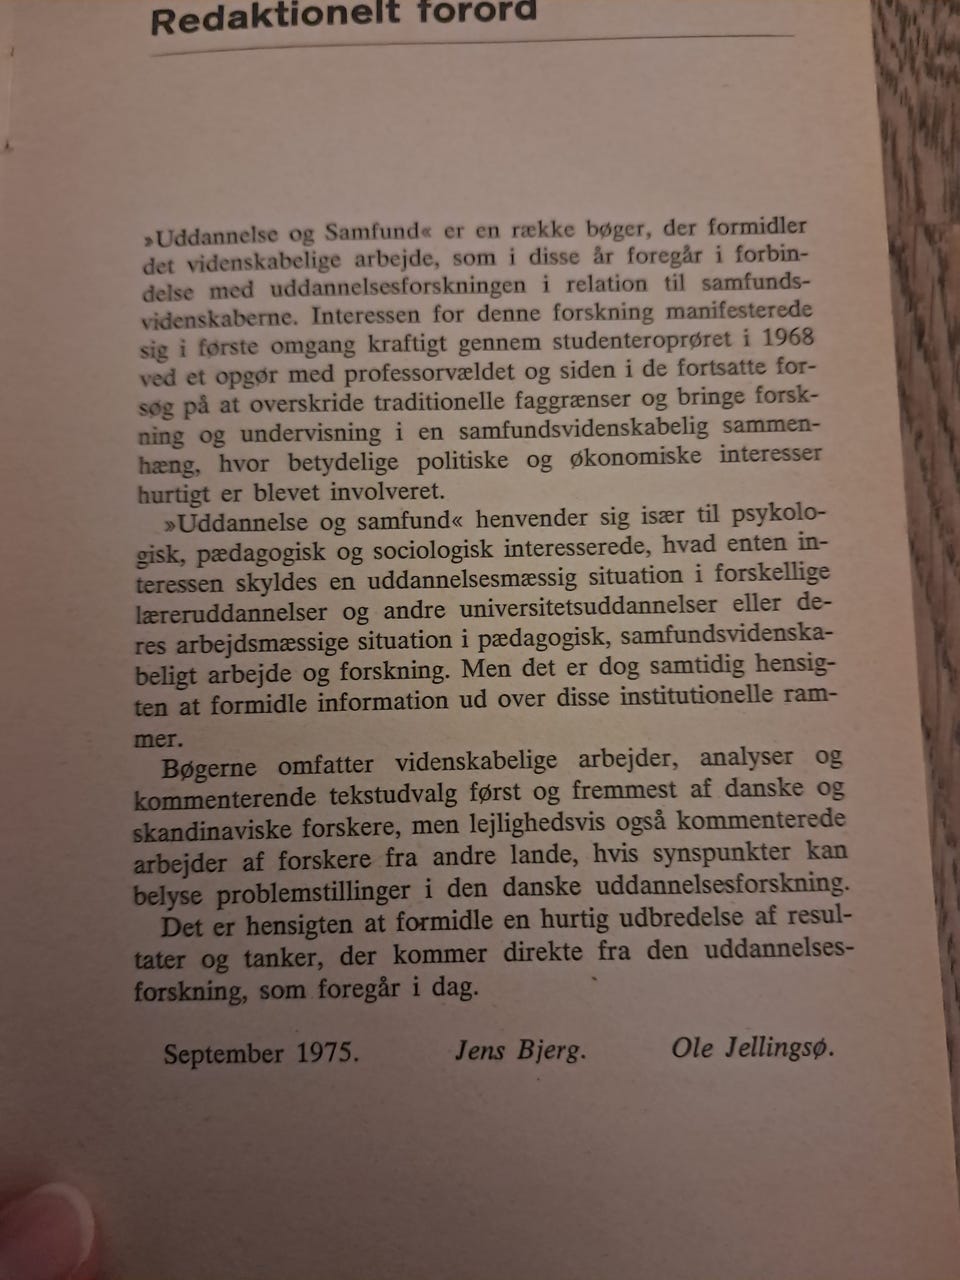 Redaktionelt forord
»Uddannelse og Samfund« er en række bøger, der formidler
det videnskabelige arbejde, som i disse år foregår i forbin-
delse med uddannelsesforskningen i relation til samfunds-
videnskaberne. Interessen for denne forskning manifesterede
sig i første omgang kraftigt gennem studenteroprøret i 1968
ved et opgør med professorvældet og siden i de fortsatte for-
søg på at overskride traditionelle faggrænser og bringe forsk-
ning og undervisning i en samfundsvidenskabelig sammen-
hæng, hvor betydelige politiske og økonomiske interesser
hurtigt er blevet involveret.
»Uddannelse og samfund« henvender sig især til psykolo-
gisk, pædagogisk og sociologisk interesserede, hvad enten in-
teressen skyldes en uddannelsesmæssig situation i forskellige
læreruddannelser og andre universitetsuddannelser eller de-
res arbejdsmæssige situation i pædagogisk, samfundsvidenska-
beligt arbejde og forskning. Men det er dog samtidig hensig-
ten at formidle information ud over disse institutionelle ram-
mer.
Bøgerne omfatter videnskabelige arbejder, analyser og
kommenterende tekstudvalg først og fremmest af danske og
skandinaviske forskere, men lejlighedsvis også kommenterede
arbejder af forskere fra andre lande, hvis synspunkter kan
belyse problemstillinger i den danske uddannelsesforskning.
Det er hensigten at formidle en hurtig udbredelse af resul-
tater og tanker, der kommer direkte fra den uddannelses-
forskning, som foregår i dag.
September 1975. Jens Bjerg. Ole Jellingsø.